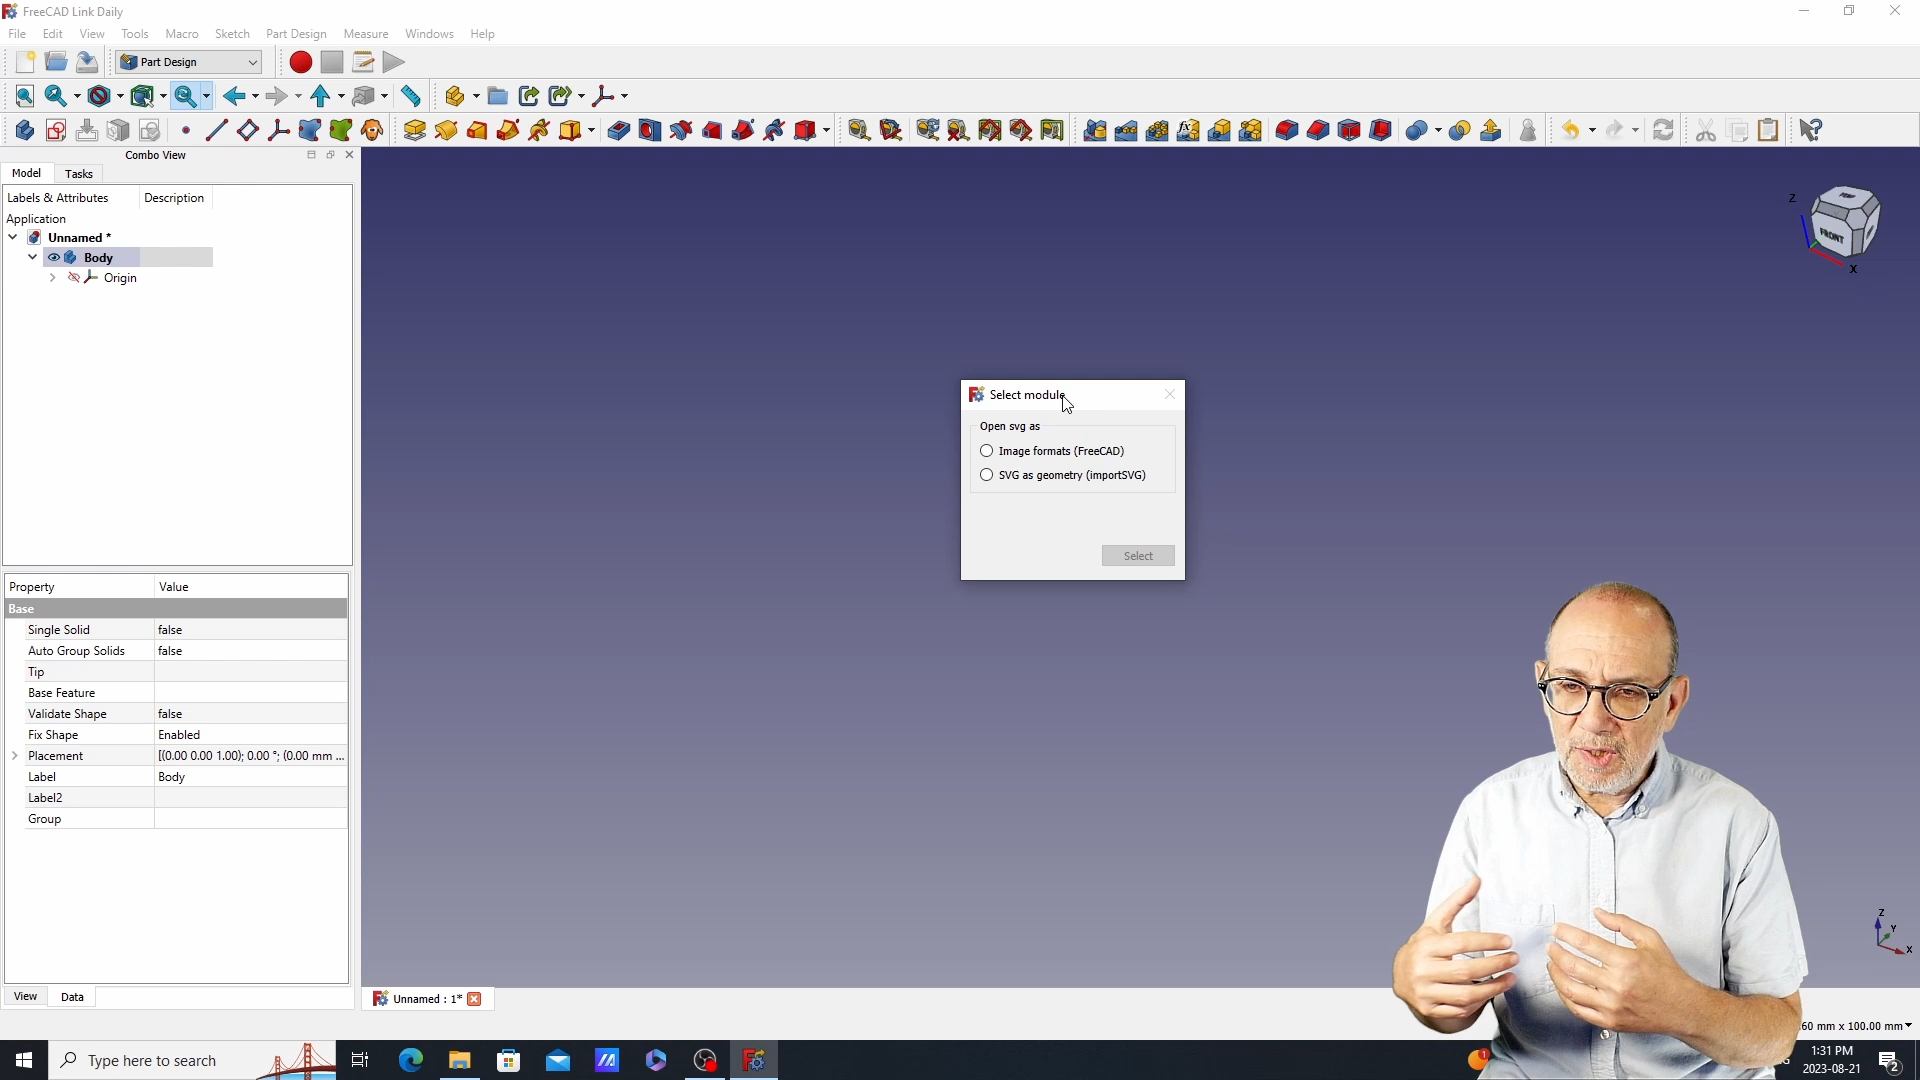 FreeCAD Link Daily
File Edit View Tools Macro Sketch Part Design Measure Windows Help
Part Design
Combo View
Model Tasks
Labels & Attributes Description
Application
Unnamed *
Body
Origin
Select module
Open svg as
Image formats (FreeCAD)
SVG as geometry (importSVG)
Select
Z
FRONT
X
Property Value
Base
Single Solid false
Auto Group Solids false
Tip
Base Feature
Validate Shape false
Fix Shape Enabled
Placement [(0.00 0.00 1.00); 0.00 °; (0.00 mm ...
Label Body
Label2
Group
View Data
Unnamed : 1*
Z
Y
X
60 mm x 100.00 mm
Type here to search
1
1:31 PM
2023-08-21
2